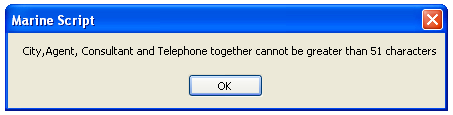 Marine Script
City,Agent, Consultant and Telephone together cannot be greater than 51 characters
OK